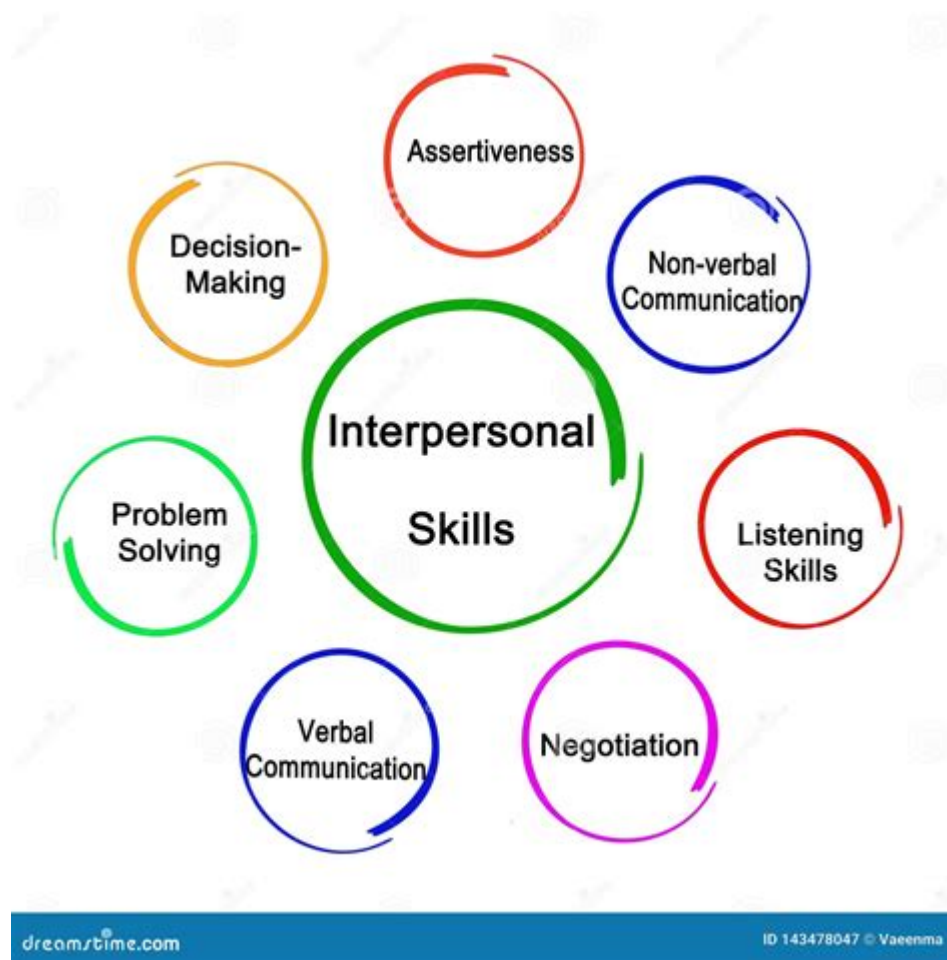 Assertiveness
Decision-
Making
Non-verbal
Communication
Interpersonal
Skills
Problem
Solving
Listening
Skills
Verbal
Communication
Negotiation
dreamstime.com
ID 143478047 © Vaeenma